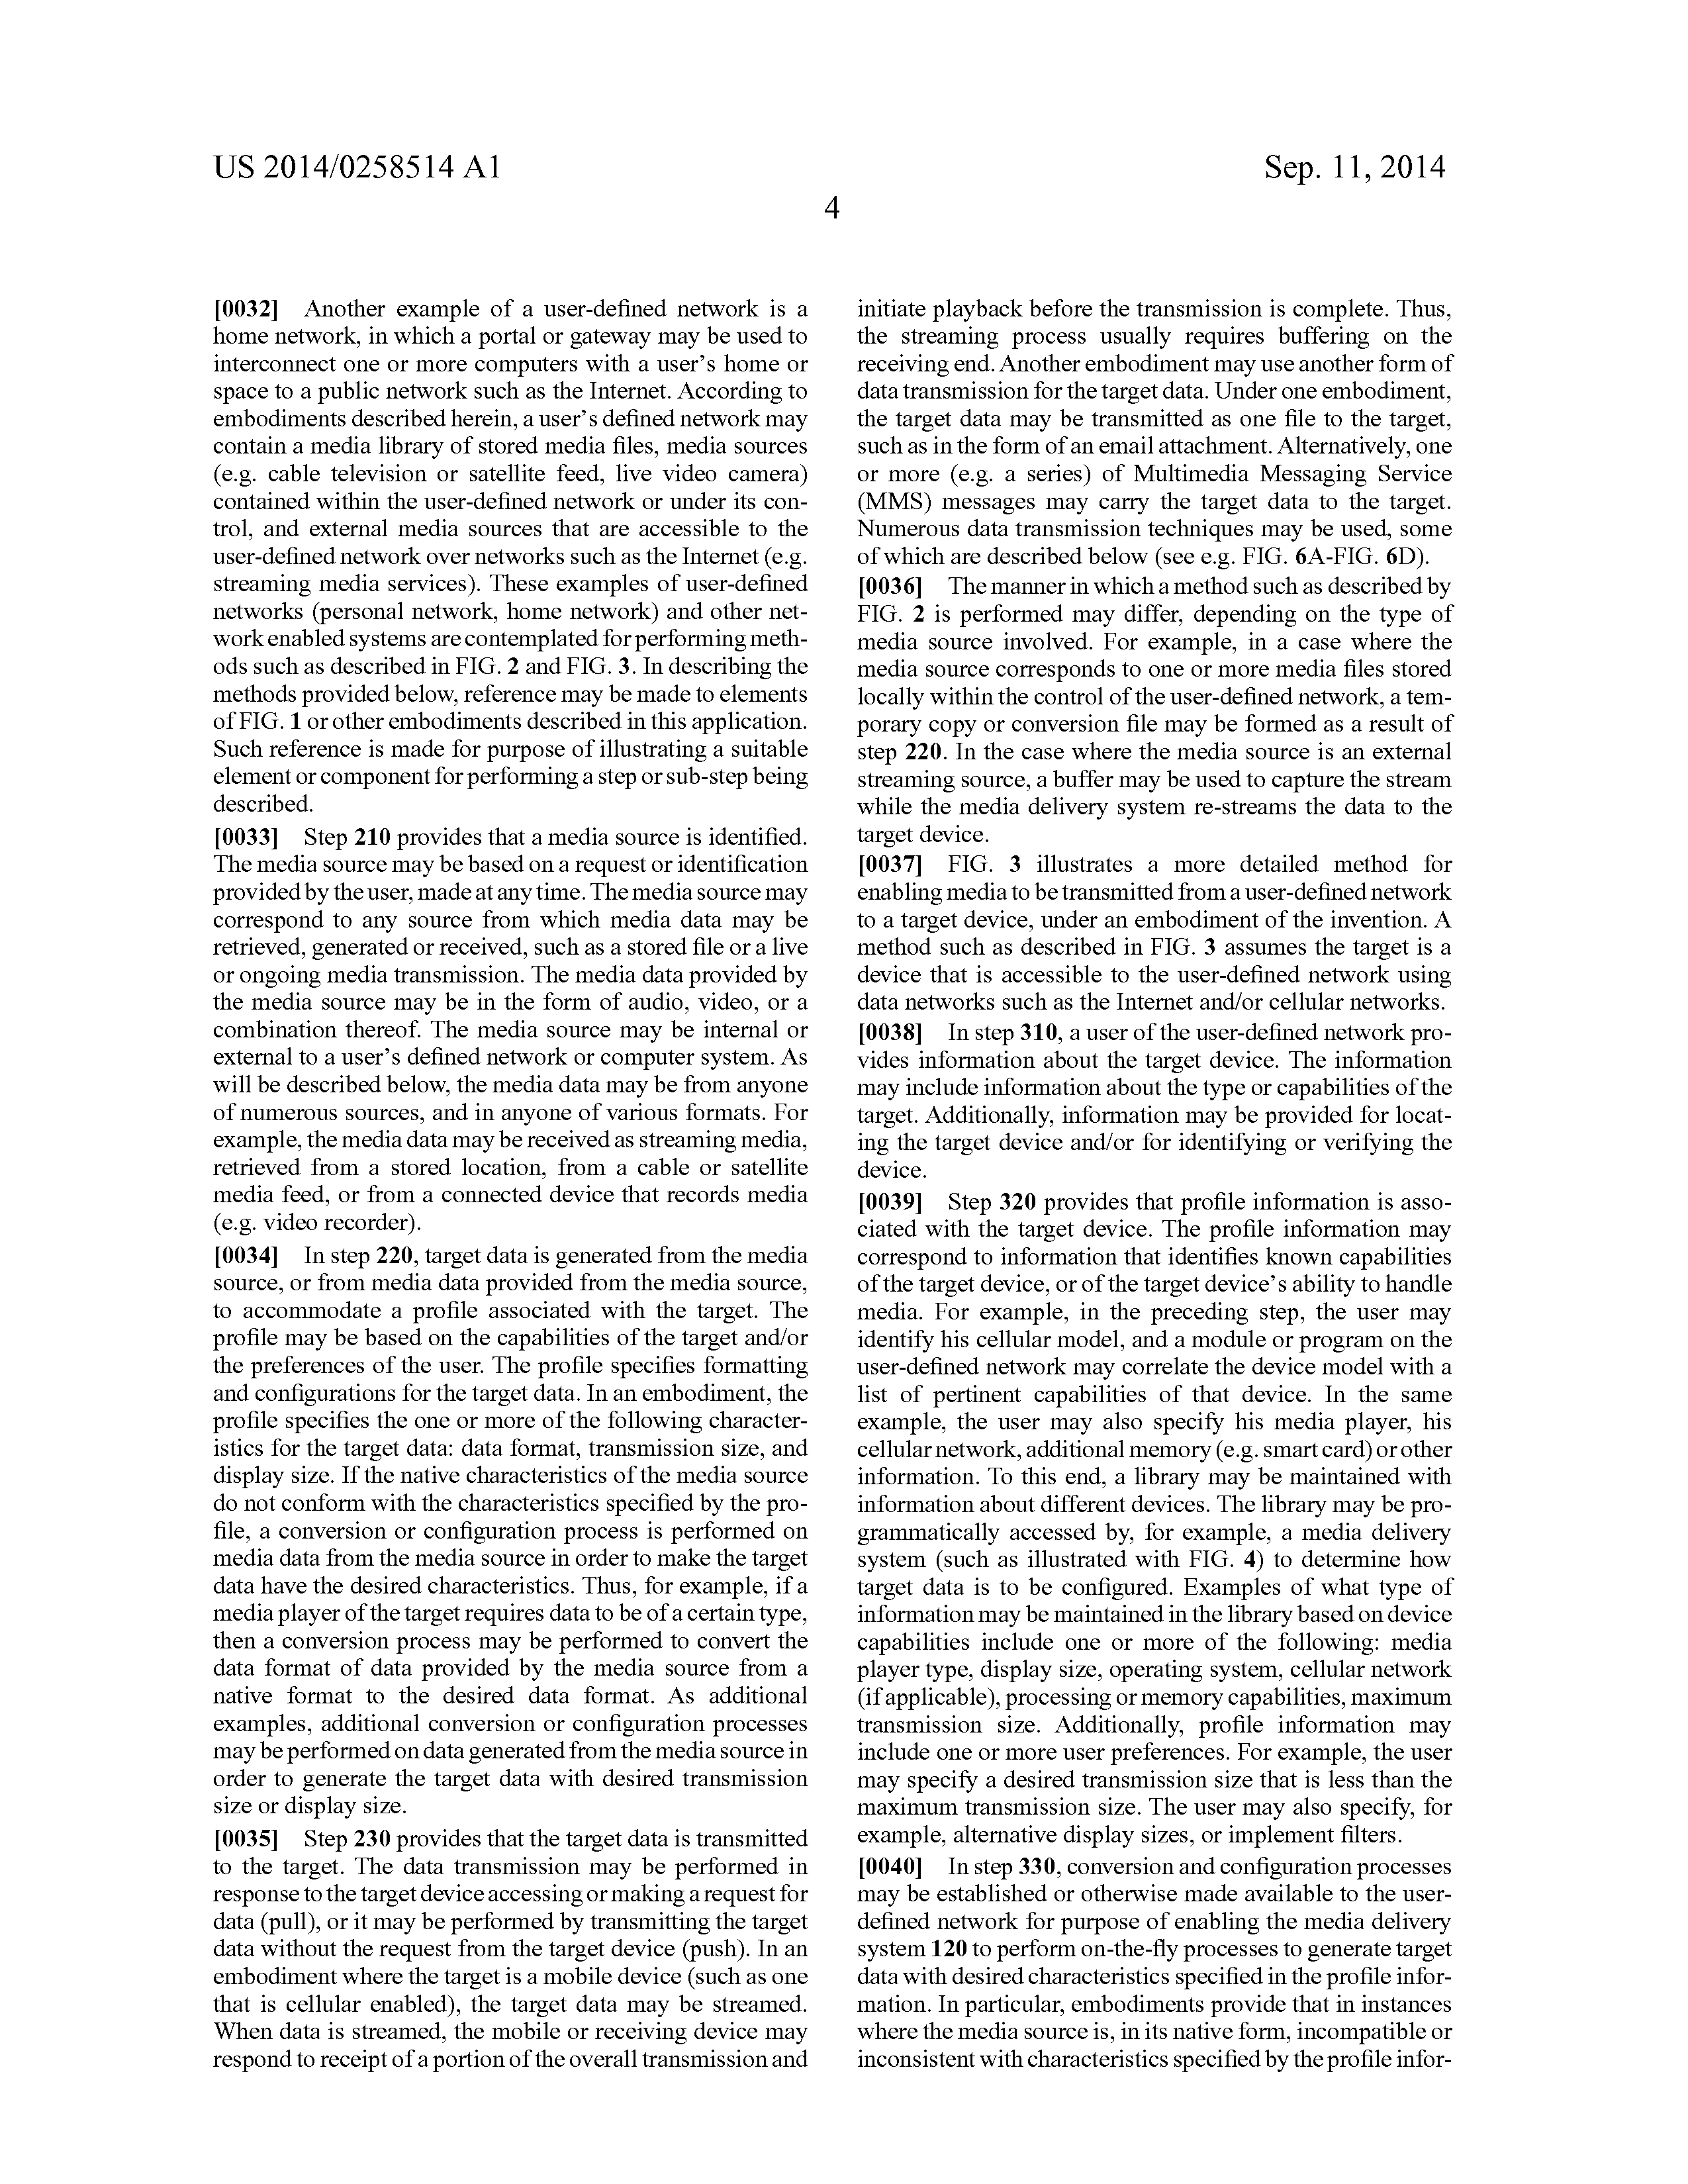 US 2014/0258514 A1
Sep. 11, 2014
4
[0032] Another example of a user-defined network is a
home network, in which a portal or gateway may be used to
interconnect one or more computers with a user's home or
space to a public network such as the Internet. According to
embodiments described herein, a user's defined network may
contain a media library of stored media files, media sources
(e.g. cable television or satellite feed, live video camera)
contained within the user-defined network or under its con-
trol, and external media sources that are accessible to the
user-defined network over networks such as the Internet (e.g.
streaming media services). These examples of user-defined
networks (personal network, home network) and other net-
work enabled systems are contemplated for performing meth-
ods such as described in FIG. 2 and FIG. 3. In describing the
methods provided below, reference may be made to elements
of FIG. 1 or other embodiments described in this application.
Such reference is made for purpose of illustrating a suitable
element or component for performing a step or sub-step being
described.
[0033] Step 210 provides that a media source is identified.
The media source may be based on a request or identification
provided by the user, made at any time. The media source may
correspond to any source from which media data may be
retrieved, generated or received, such as a stored file or a live
or ongoing media transmission. The media data provided by
the media source may be in the form of audio, video, or a
combination thereof. The media source may be internal or
external to a user's defined network or computer system. As
will be described below, the media data may be from anyone
of numerous sources, and in anyone of various formats. For
example, the media data may be received as streaming media,
retrieved from a stored location, from a cable or satellite
media feed, or from a connected device that records media
(e.g. video recorder).
[0034] In step 220, target data is generated from the media
source, or from media data provided from the media source,
to accommodate a profile associated with the target. The
profile may be based on the capabilities of the target and/or
the preferences of the user. The profile specifies formatting
and configurations for the target data. In an embodiment, the
profile specifies the one or more of the following character-
istics for the target data: data format, transmission size, and
display size. If the native characteristics of the media source
do not conform with the characteristics specified by the pro-
file, a conversion or configuration process is performed on
media data from the media source in order to make the target
data have the desired characteristics. Thus, for example, if a
media player of the target requires data to be of a certain type,
then a conversion process may be performed to convert the
data format of data provided by the media source from a
native format to the desired data format. As additional
examples, additional conversion or configuration processes
may be performed on data generated from the media source in
order to generate the target data with desired transmission
size or display size.
[0035] Step 230 provides that the target data is transmitted
to the target. The data transmission may be performed in
response to the target device accessing or making a request for
data (pull), or it may be performed by transmitting the target
data without the request from the target device (push). In an
embodiment where the target is a mobile device (such as one
that is cellular enabled), the target data may be streamed.
When data is streamed, the mobile or receiving device may
respond to receipt of a portion of the overall transmission and
initiate playback before the transmission is complete. Thus,
the streaming process usually requires buffering on the
receiving end. Another embodiment may use another form of
data transmission for the target data. Under one embodiment,
the target data may be transmitted as one file to the target,
such as in the form of an email attachment. Alternatively, one
or more (e.g. a series) of Multimedia Messaging Service
(MMS) messages may carry the target data to the target.
Numerous data transmission techniques may be used, some
of which are described below (see e.g. FIG. 6A-FIG. 6D).
[0036] The manner in which a method such as described by
FIG. 2 is performed may differ, depending on the type of
media source involved. For example, in a case where the
media source corresponds to one or more media files stored
locally within the control of the user-defined network, a tem-
porary copy or conversion file may be formed as a result of
step 220. In the case where the media source is an external
streaming source, a buffer may be used to capture the stream
while the media delivery system re-streams the data to the
target device.
[0037] FIG. 3 illustrates a more detailed method for
enabling media to be transmitted from a user-defined network
to a target device, under an embodiment of the invention. A
method such as described in FIG. 3 assumes the target is a
device that is accessible to the user-defined network using
data networks such as the Internet and/or cellular networks.
[0038] In step 310, a user of the user-defined network pro-
vides information about the target device. The information
may include information about the type or capabilities of the
target. Additionally, information may be provided for locat-
ing the target device and/or for identifying or verifying the
device.
[0039] Step 320 provides that profile information is asso-
ciated with the target device. The profile information may
correspond to information that identifies known capabilities
of the target device, or of the target device's ability to handle
media. For example, in the preceding step, the user may
identify his cellular model, and a module or program on the
user-defined network may correlate the device model with a
list of pertinent capabilities of that device. In the same
example, the user may also specify his media player, his
cellular network, additional memory (e.g. smart card) or other
information. To this end, a library may be maintained with
information about different devices. The library may be pro-
grammatically accessed by, for example, a media delivery
system (such as illustrated with FIG. 4) to determine how
target data is to be configured. Examples of what type of
information may be maintained in the library based on device
capabilities include one or more of the following: media
player type, display size, operating system, cellular network
(if applicable), processing or memory capabilities, maximum
transmission size. Additionally, profile information may
include one or more user preferences. For example, the user
may specify a desired transmission size that is less than the
maximum transmission size. The user may also specify, for
example, alternative display sizes, or implement filters.
[0040] In step 330, conversion and configuration processes
may be established or otherwise made available to the user-
defined network for purpose of enabling the media delivery
system 120 to perform on-the-fly processes to generate target
data with desired characteristics specified in the profile infor-
mation. In particular, embodiments provide that in instances
where the media source is, in its native form, incompatible or
inconsistent with characteristics specified by the profile infor-